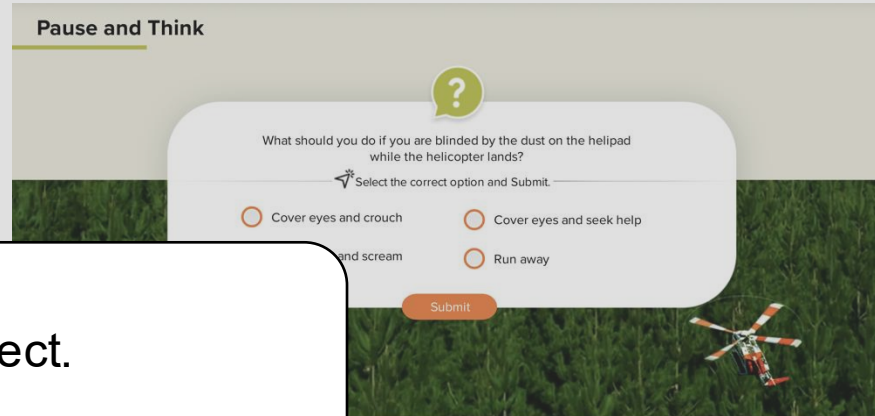 Pause and Think
?
What should you do if you are blinded by the dust on the helipad
while the helicopter lands?
Select the correct option and Submit.
Cover eyes and crouch
Cover eyes and seek help
and scream
Run away
Submit
ect.